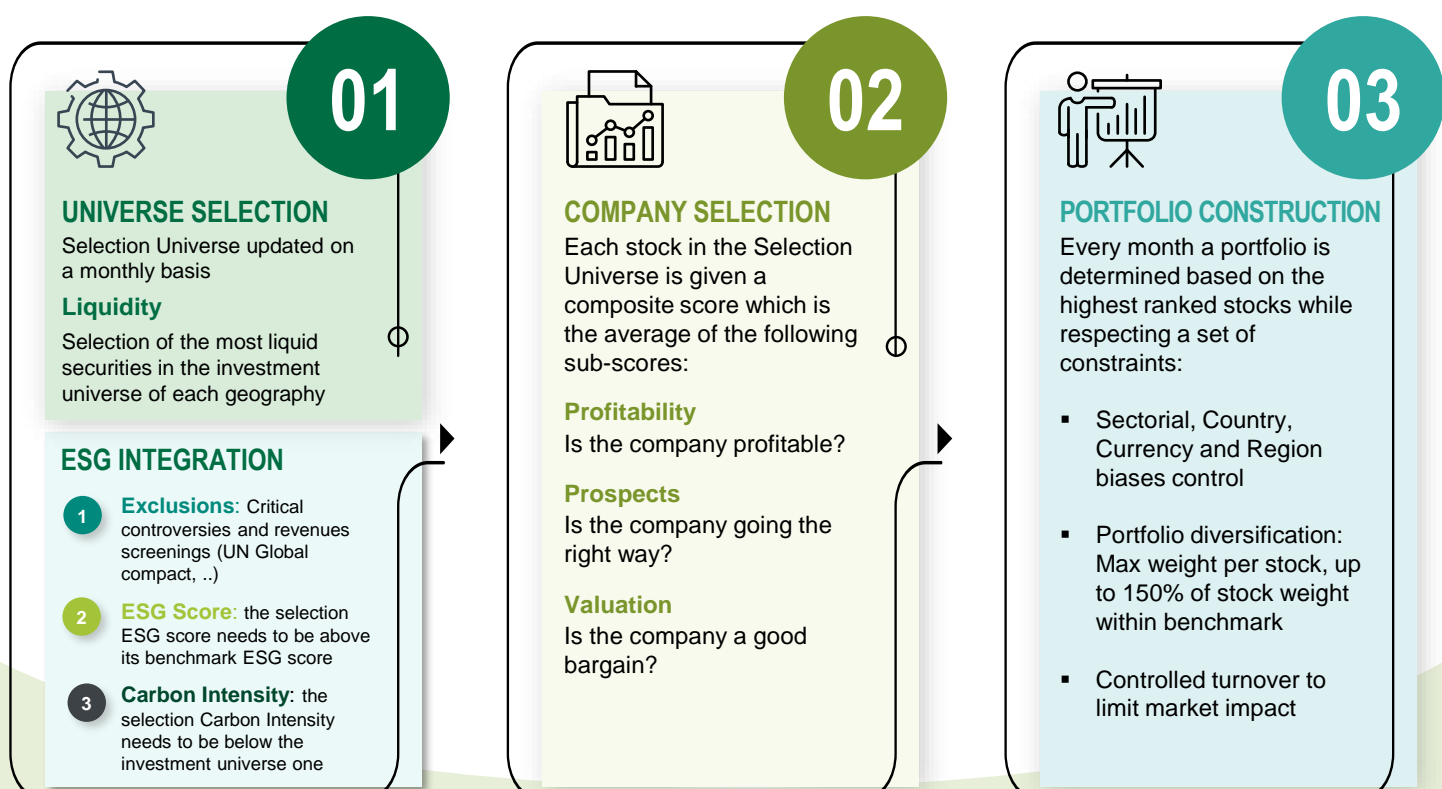 01
UNIVERSE SELECTION
Selection Universe updated on
a monthly basis
Liquidity
Selection of the most liquid
securities in the investment
universe of each geography
ESG INTEGRATION
1
Exclusions: Critical
controversies and revenues
screenings (UN Global
compact, ..)
2
ESG Score: the selection
ESG score needs to be above
its benchmark ESG score
3
Carbon Intensity: the
selection Carbon Intensity
needs to be below the
investment universe one
02
COMPANY SELECTION
Each stock in the Selection
Universe is given a
composite score which is
the average of the following
sub-scores:
Profitability
Is the company profitable?
Prospects
Is the company going the
right way?
Valuation
Is the company a good
bargain?
03
PORTFOLIO CONSTRUCTION
Every month a portfolio is
determined based on the
highest ranked stocks while
respecting a set of
constraints:
▪ Sectorial, Country,
Currency and Region
biases control
▪ Portfolio diversification:
Max weight per stock, up
to 150% of stock weight
within benchmark
▪ Controlled turnover to
limit market impact